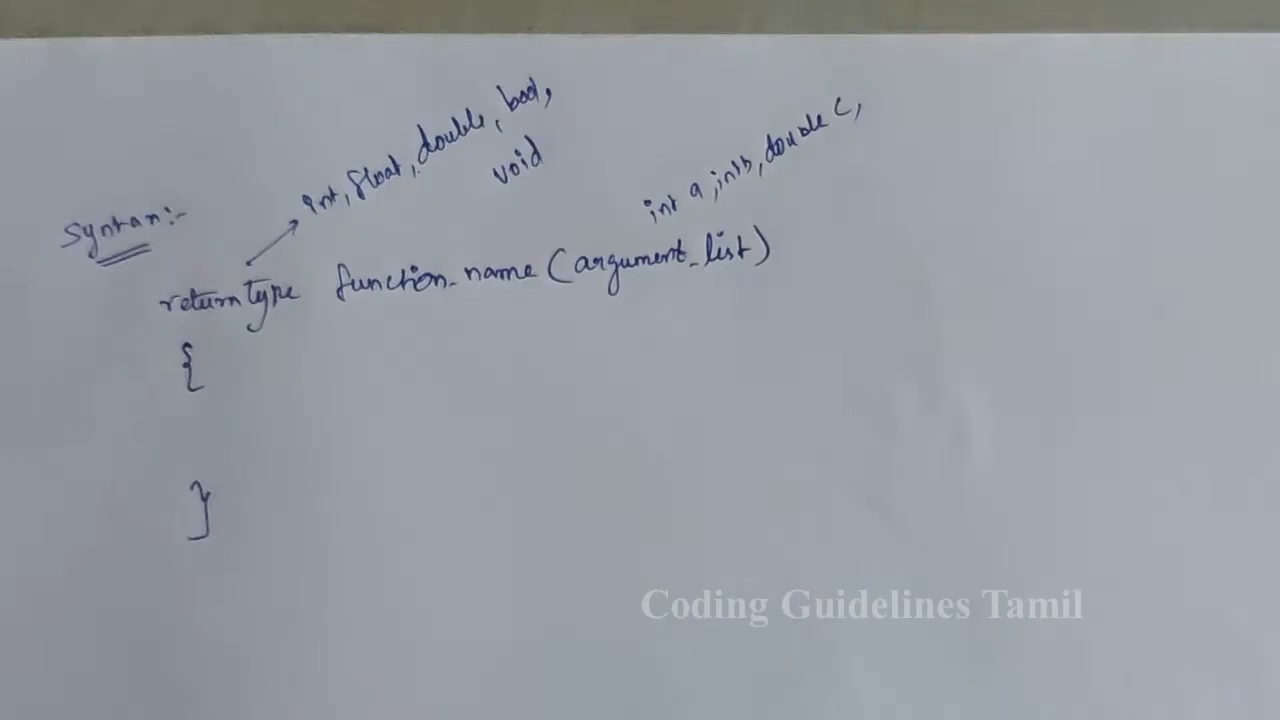 int, float, double, bool,
void
int a, int b, double c,
Syntax:-
returntype function_name (argument_list)
{
}
Coding Guidelines Tamil